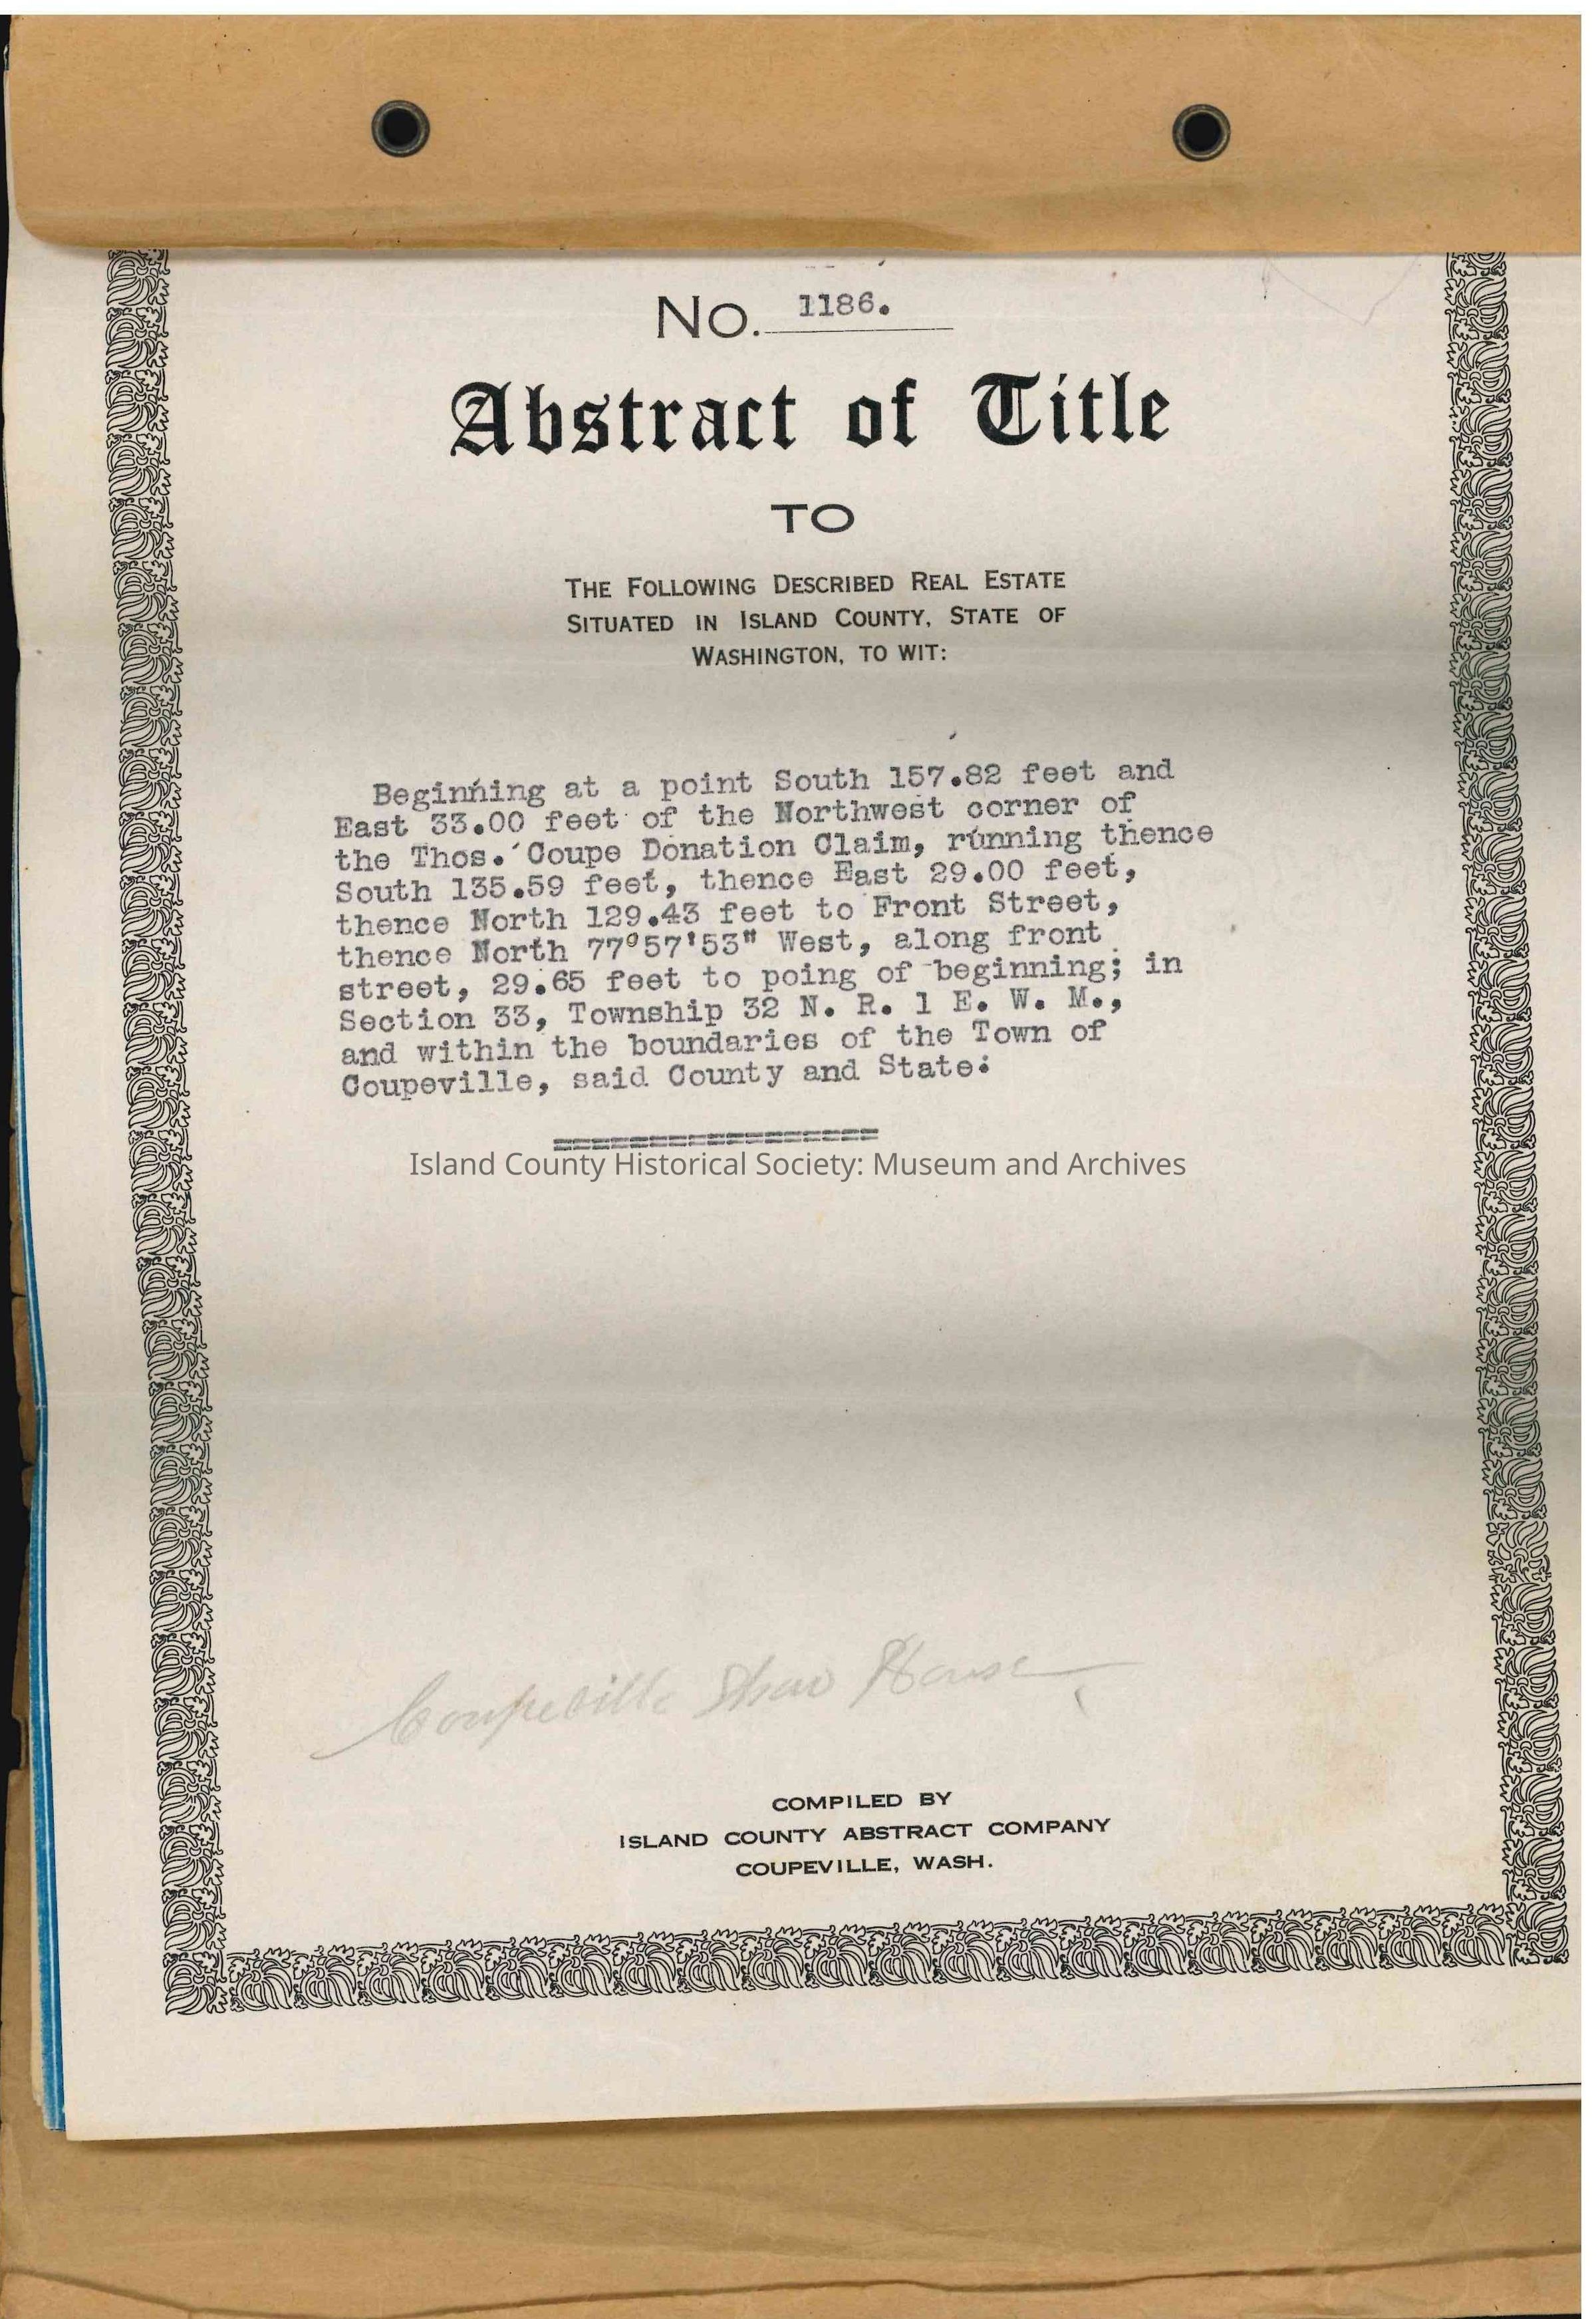 No. 1186.
Abstract of Title
TO
THE FOLLOWING DESCRIBED REAL ESTATE
SITUATED IN ISLAND COUNTY, STATE OF
WASHINGTON, TO WIT:
Beginning at a point South 157.82 feet and
East 33.00 feet of the Northwest corner of
the Thos. Coupe Donation Claim, running thence
South 135.59 feet, thence East 29.00 feet,
thence North 129.43 feet to Front Street,
thence North 77°57'53" West, along front
street, 29.65 feet to poing of beginning; in
Section 33, Township 32 N. R. 1 E. W. M.,
and within the boundaries of the Town of
Coupeville, said County and State:
=================
Island County Historical Society: Museum and Archives
Coupeville Show House
COMPILED BY
ISLAND COUNTY ABSTRACT COMPANY
COUPEVILLE, WASH.